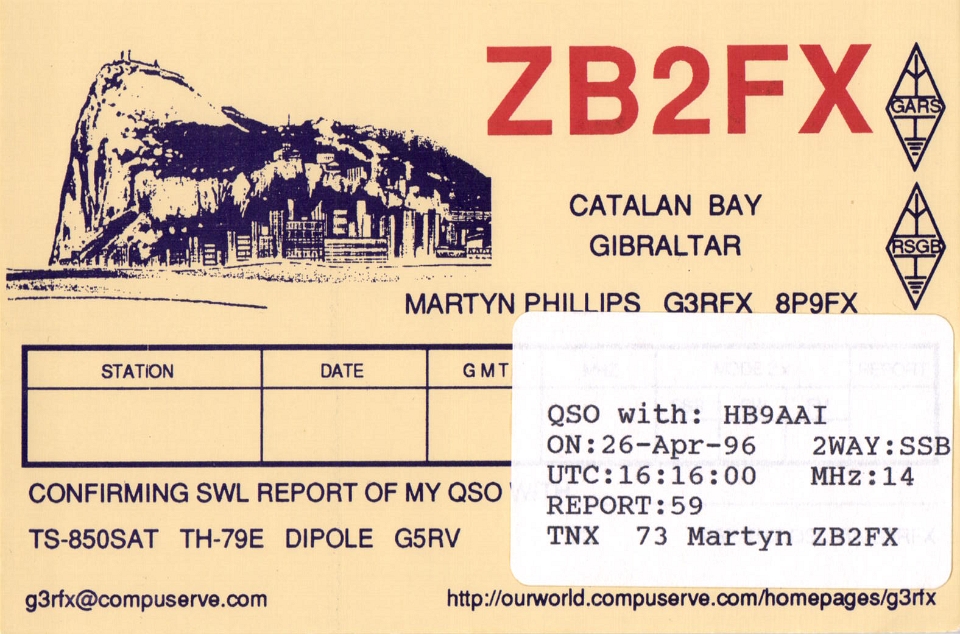 ZB2FX
GARS
CATALAN BAY
GIBRALTAR
RSGB
MARTYN PHILLIPS G3RFX 8P9FX
STATION DATE GMT
QSO with: HB9AAI
ON:26-Apr-96 2WAY:SSB
UTC:16:16:00 MHz:14
REPORT:59
TNX 73 Martyn ZB2FX
CONFIRMING SWL REPORT OF MY QSO
TS-850SAT TH-79E DIPOLE G5RV
g3rfx@compuserve.com http://ourworld.compuserve.com/homepages/g3rfx